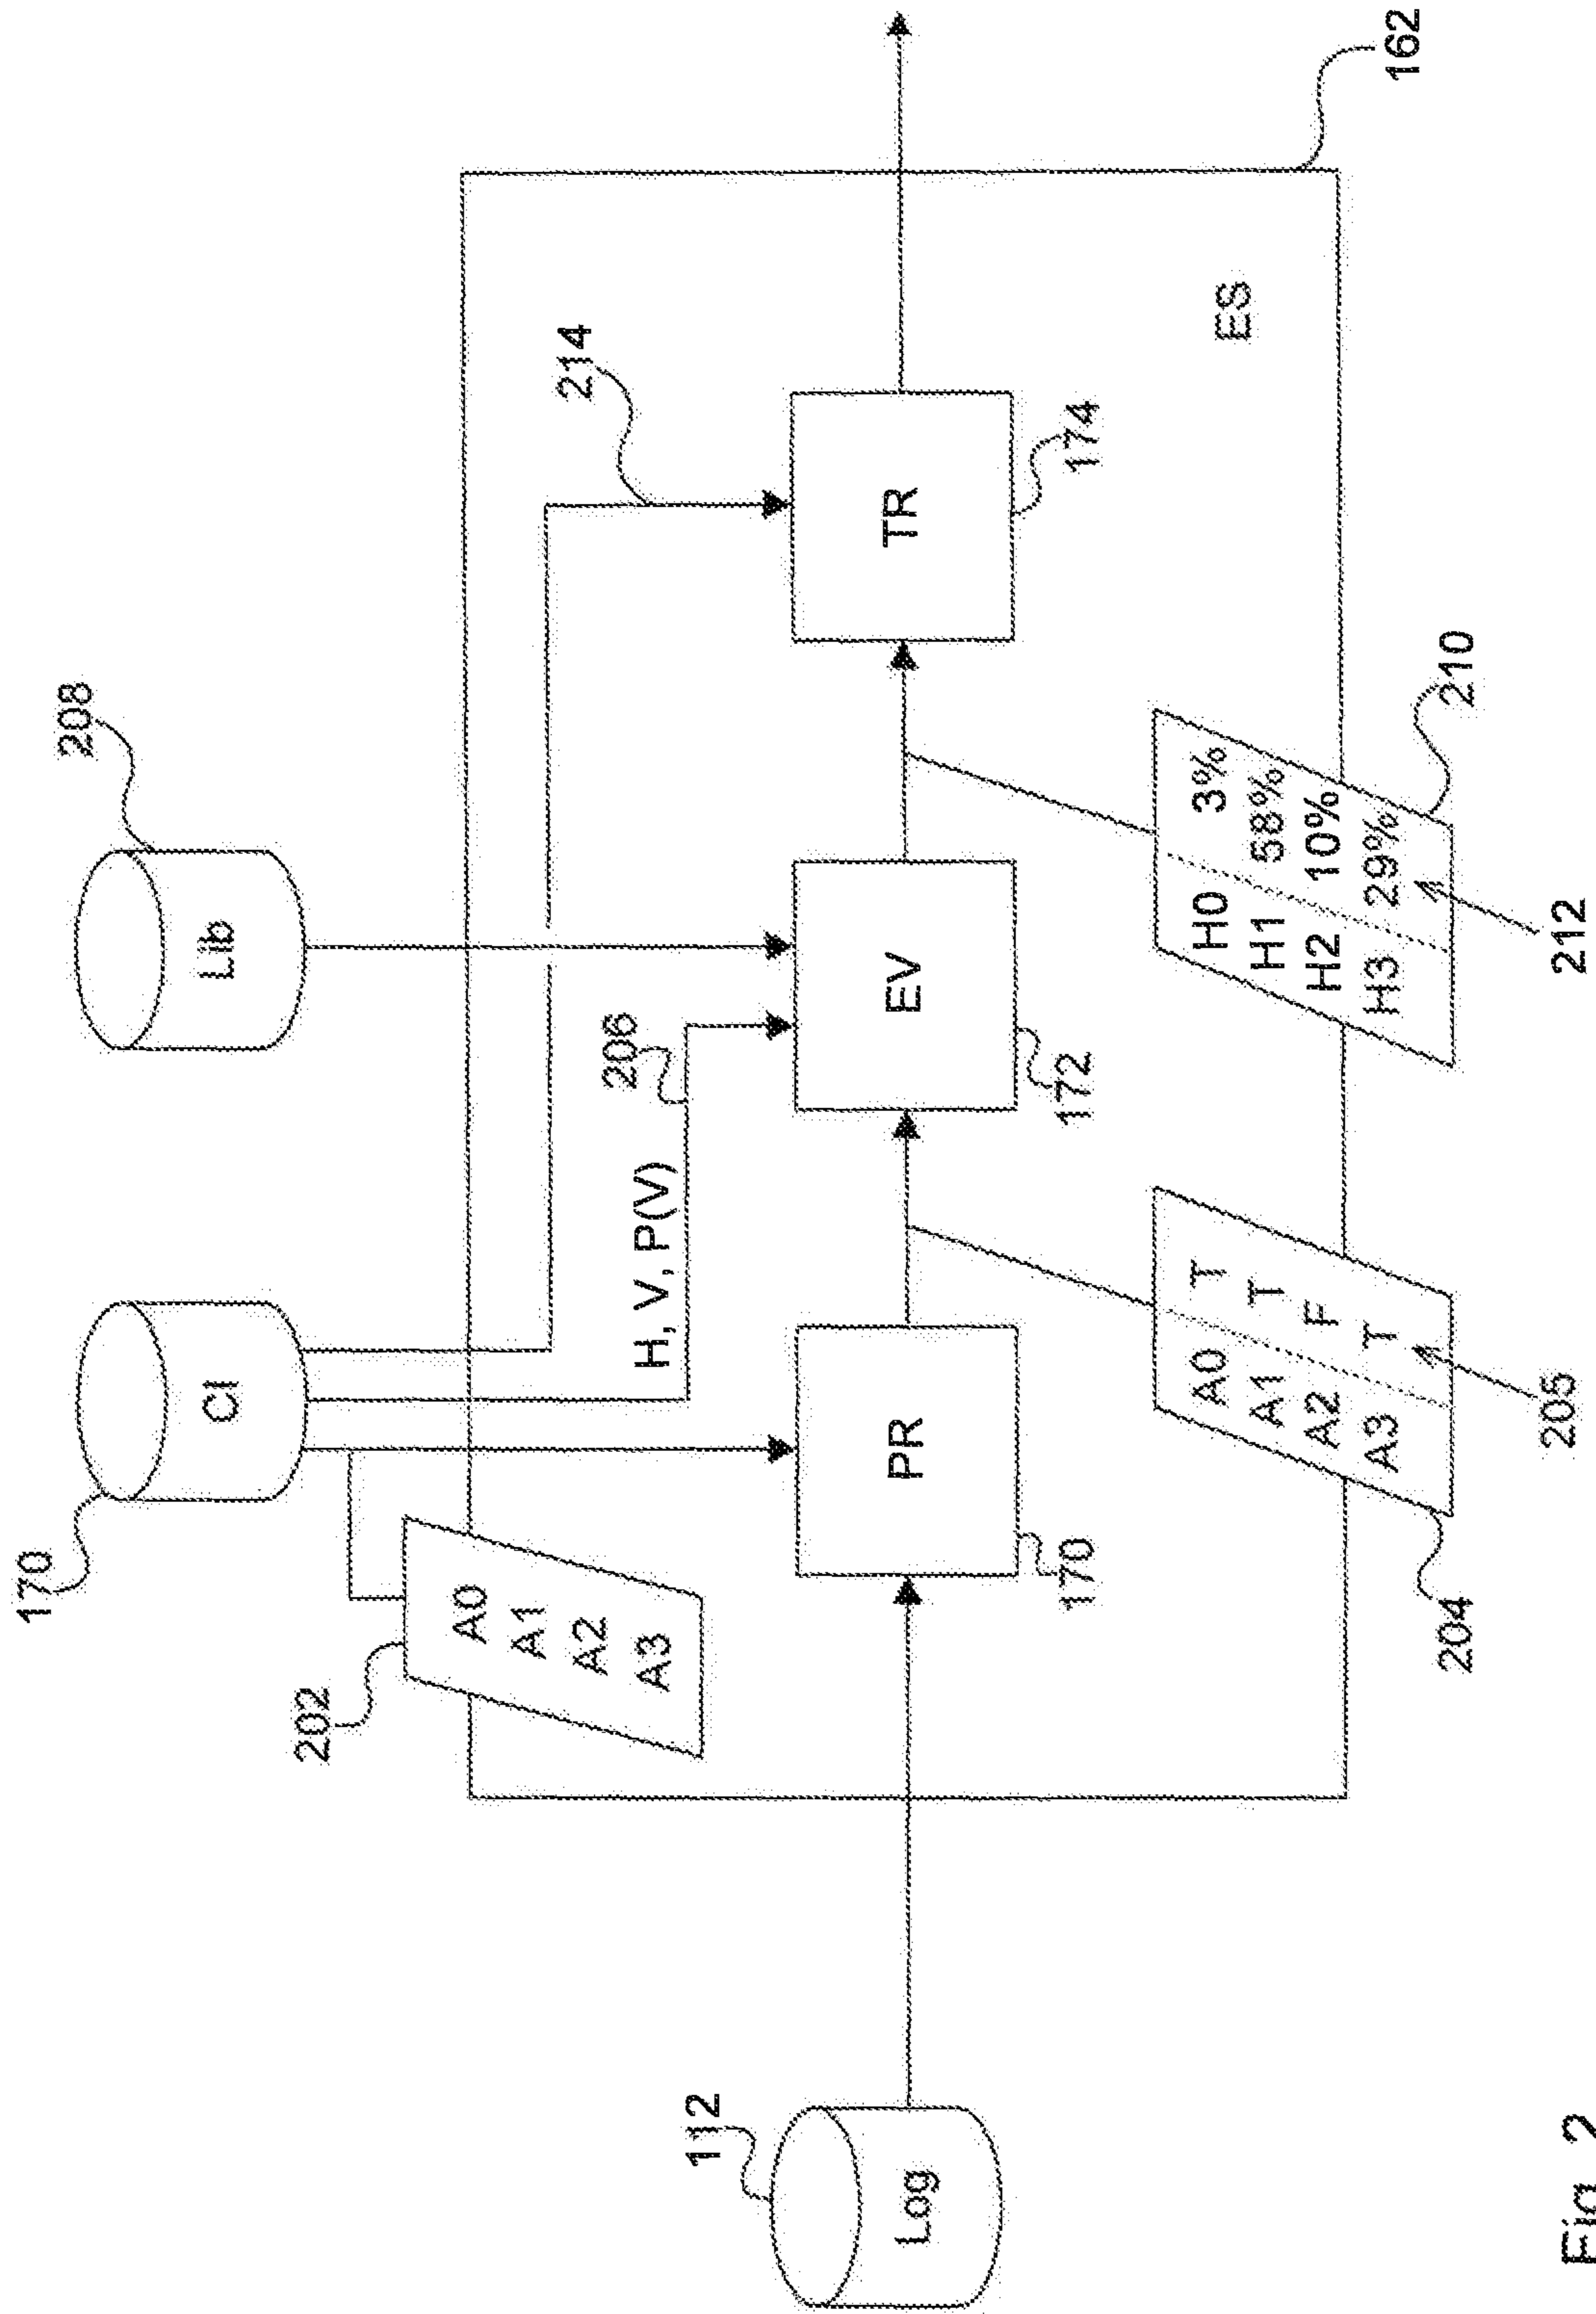 170
CI
208
Lib
202
A0
A1
A2
A3
206
H, V, P(V)
214
112
Log
PR
170
EV
172
TR
174
ES
162
A0 T
A1 T
A2 F
A3 T
204
205
H0 3%
H1 58%
H2 10%
H3 29%
210
212
Fig. 2